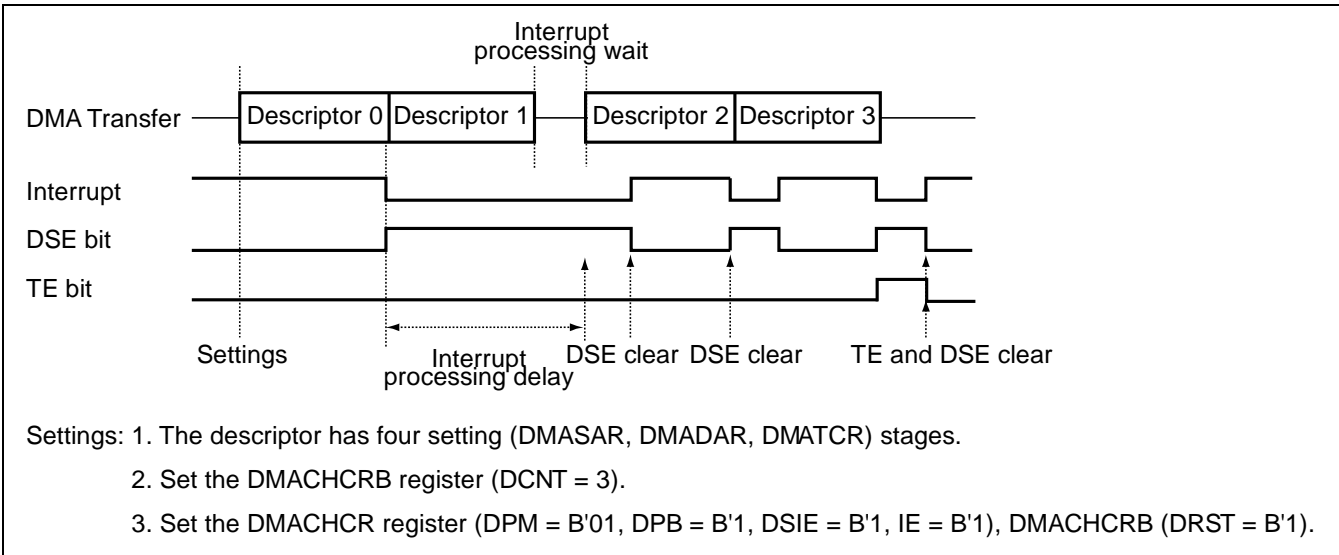 Interrupt
processing wait
DMA Transfer Descriptor 0 Descriptor 1 Descriptor 2 Descriptor 3
Interrupt
DSE bit
TE bit
Settings Interrupt DSE clear DSE clear TE and DSE clear
processing delay
Settings: 1. The descriptor has four setting (DMASAR, DMADAR, DMATCR) stages.
2. Set the DMACHCRB register (DCNT = 3).
3. Set the DMACHCR register (DPM = B'01, DPB = B'1, DSIE = B'1, IE = B'1), DMACHCRB (DRST = B'1).